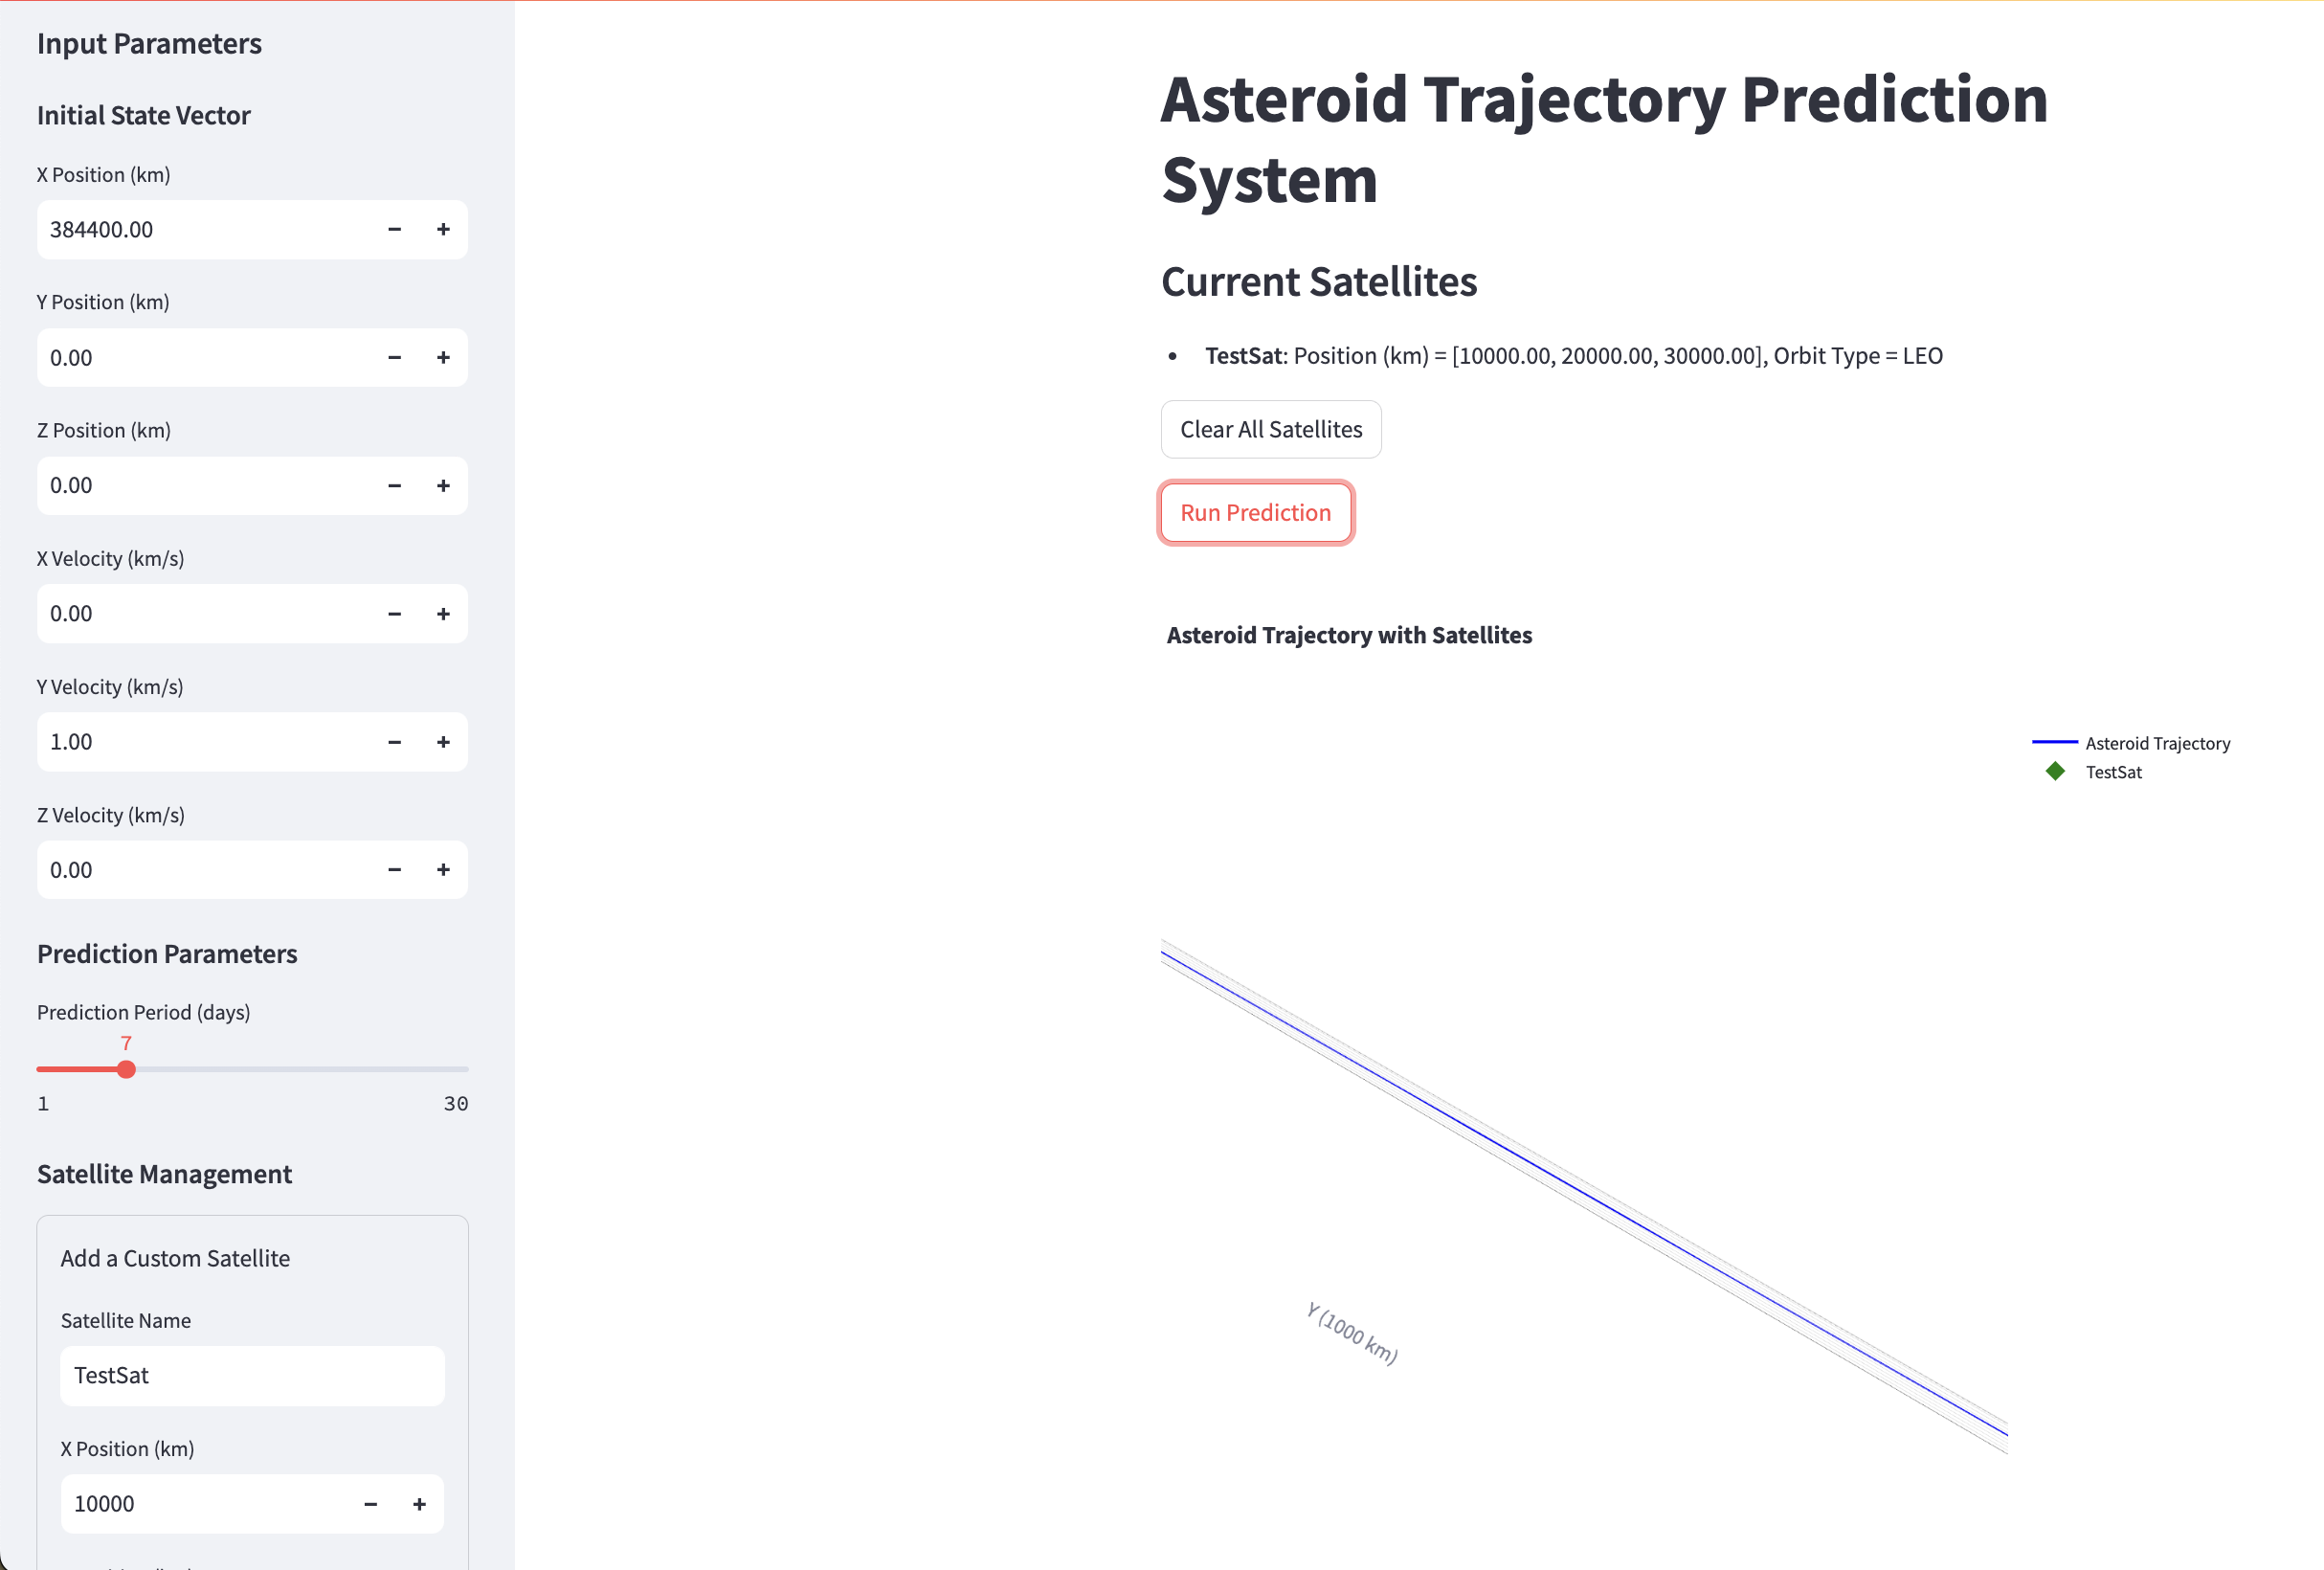 Input Parameters
Initial State Vector
X Position (km)
384400.00
Y Position (km)
0.00
Z Position (km)
0.00
X Velocity (km/s)
0.00
Y Velocity (km/s)
1.00
Z Velocity (km/s)
0.00
Prediction Parameters
Prediction Period (days)
7
1 30
Satellite Management
Add a Custom Satellite
Satellite Name
TestSat
X Position (km)
10000
Asteroid Trajectory Prediction
System
Current Satellites
• TestSat: Position (km) = [10000.00, 20000.00, 30000.00], Orbit Type = LEO
Clear All Satellites
Run Prediction
Asteroid Trajectory with Satellites
Asteroid Trajectory
TestSat
Y (1000 km)